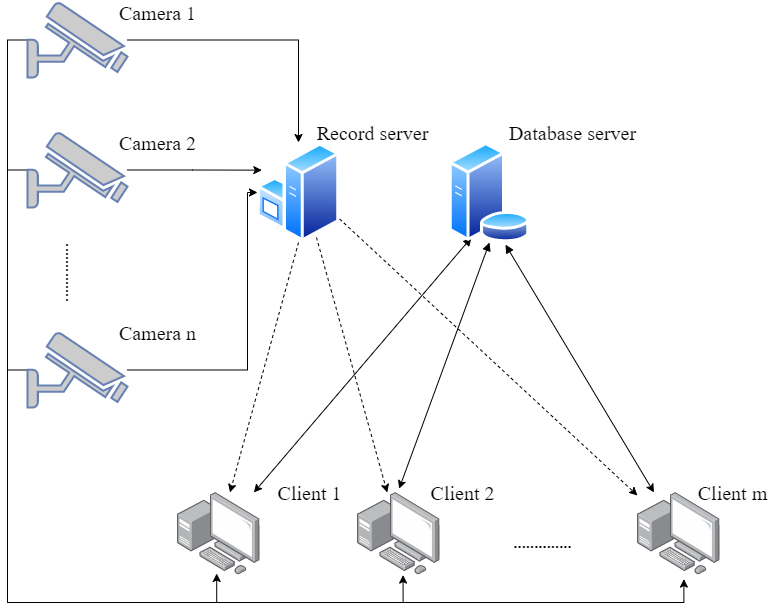 Camera 1
Record server
Database server
Camera 2
Camera n
Client 1
Client 2
Client m